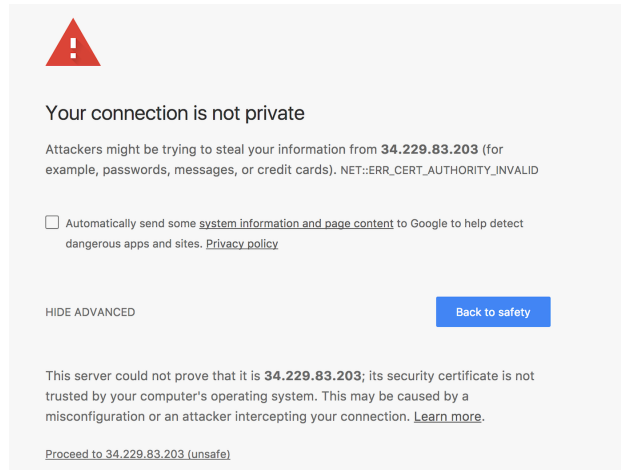 Your connection is not private
Attackers might be trying to steal your information from 34.229.83.203 (for
example, passwords, messages, or credit cards). NET::ERR_CERT_AUTHORITY_INVALID
Automatically send some system information and page content to Google to help detect
dangerous apps and sites. Privacy policy
HIDE ADVANCED
Back to safety
This server could not prove that it is 34.229.83.203; its security certificate is not
trusted by your computer's operating system. This may be caused by a
misconfiguration or an attacker intercepting your connection. Learn more.
Proceed to 34.229.83.203 (unsafe)